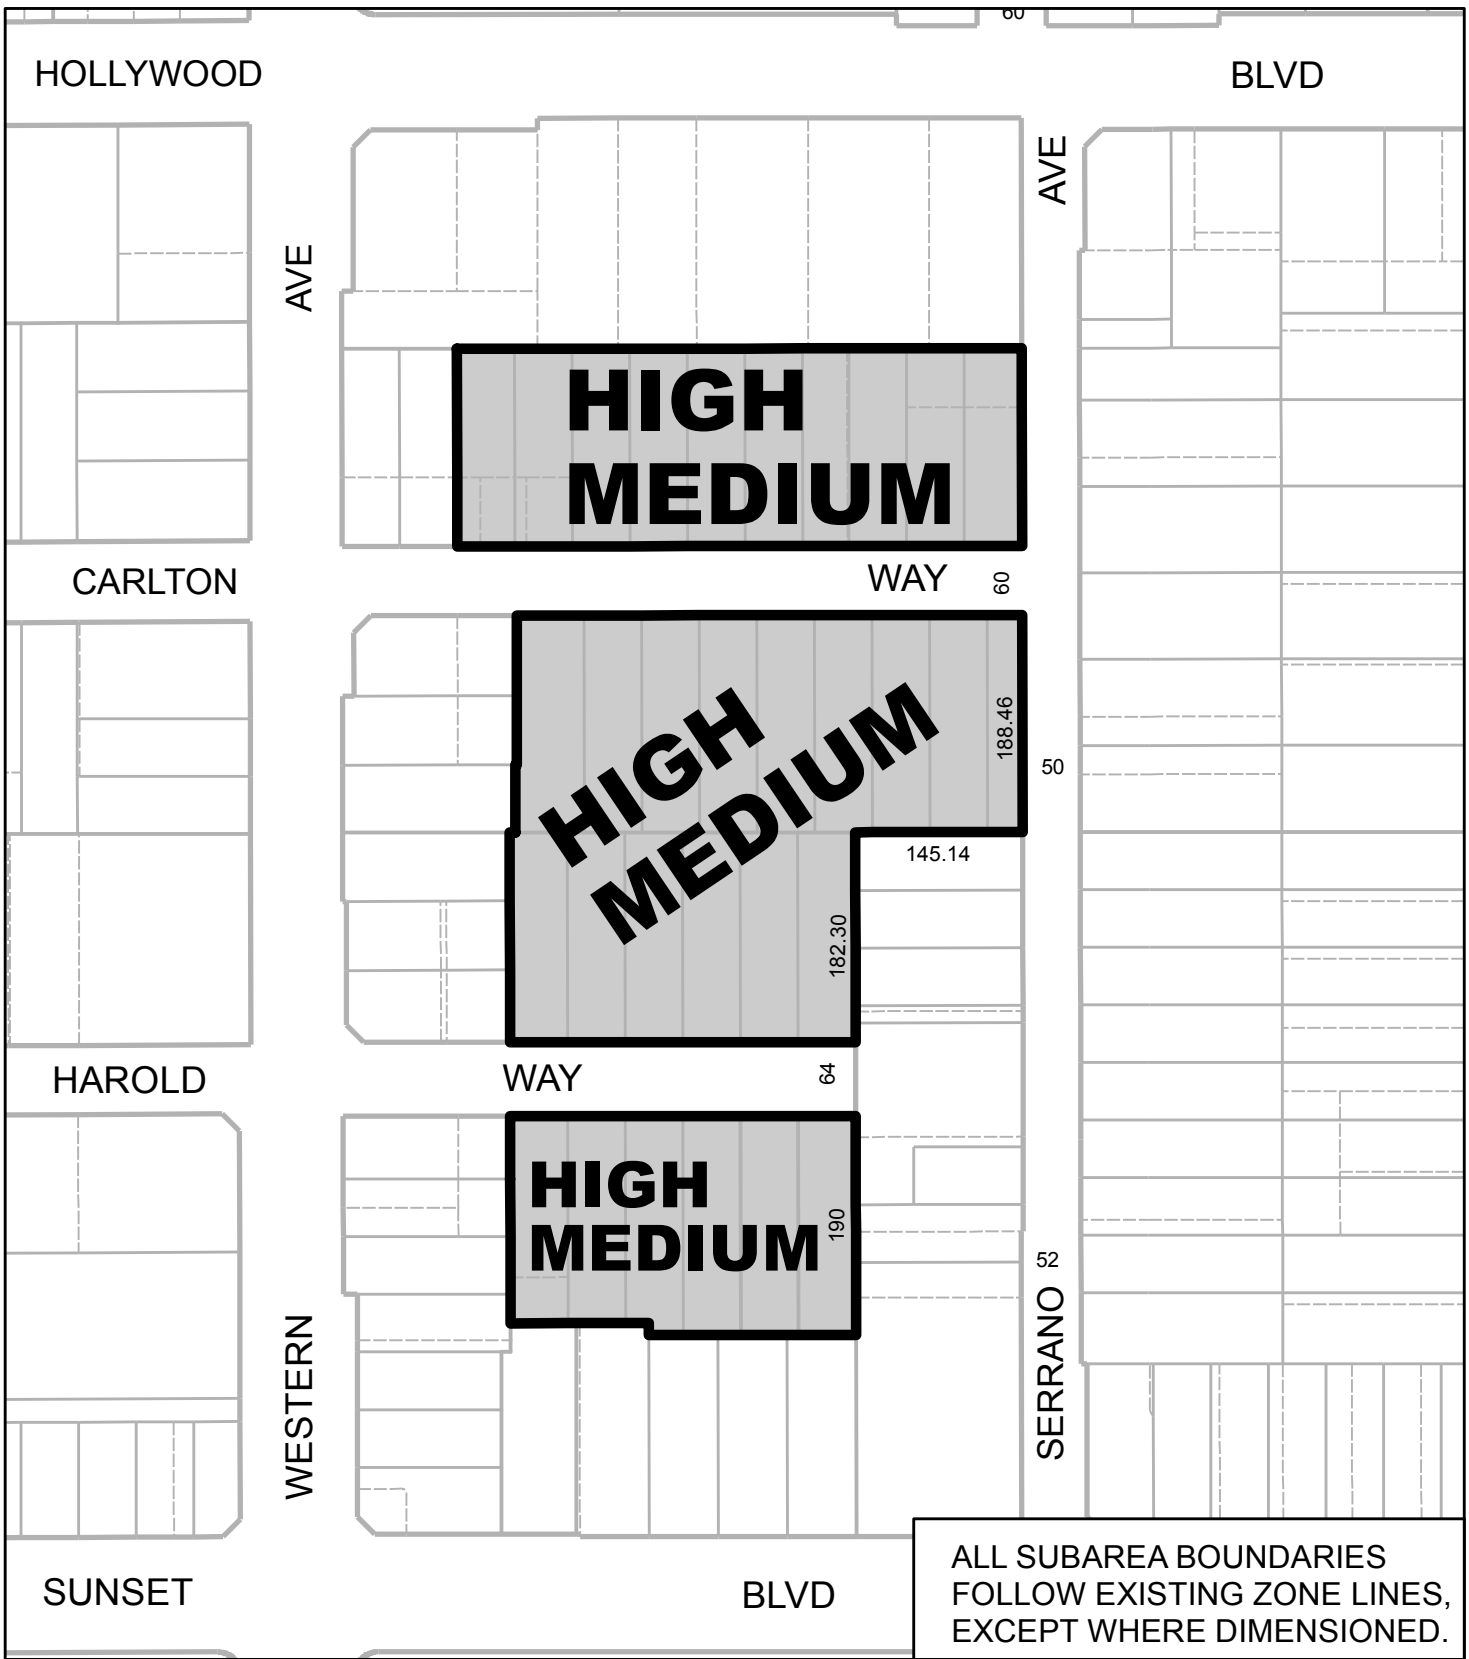 60
HOLLYWOOD
BLVD
AVE
AVE
HIGH
MEDIUM
CARLTON
WAY
60
HIGH
MEDIUM
188.46
50
145.14
182.30
HAROLD
WAY
64
HIGH
MEDIUM
190
52
WESTERN
SERRANO
SUNSET
BLVD
ALL SUBAREA BOUNDARIES
FOLLOW EXISTING ZONE LINES,
EXCEPT WHERE DIMENSIONED.